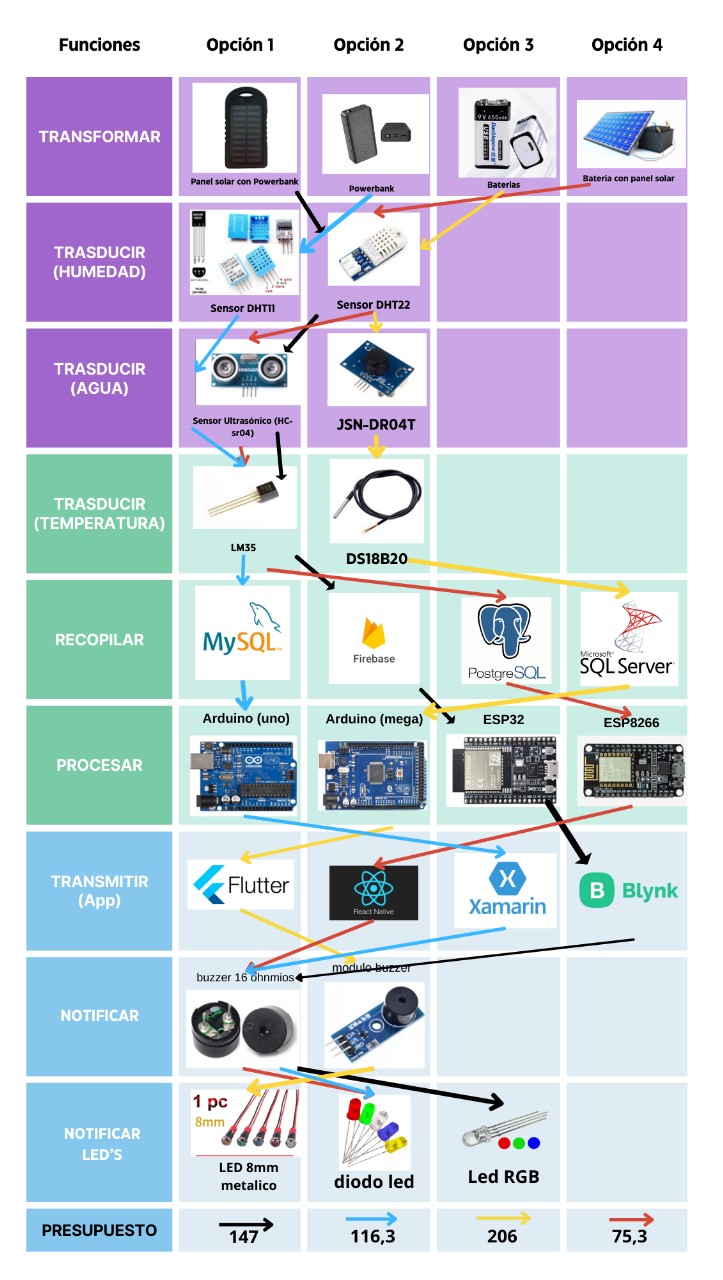 Funciones Opción 1 Opción 2 Opción 3 Opción 4
TRANSFORMAR
9V 650mAh
Panel solar con Powerbank
Powerbank
Baterias
Bateria con panel solar
TRASDUCIR
(HUMEDAD)
Sensor DHT11
Sensor DHT22
TRASDUCIR
(AGUA)
Sensor Ultrasónico (HC-
sr04)
JSN-DR04T
TRASDUCIR
(TEMPERATURA)
LM35
DS18B20
RECOPILAR
MySQL
Firebase
PostgreSQL
Microsoft®
SQL Server®
PROCESAR
Arduino (uno)
Arduino (mega)
ESP32
ESP8266
UNO
TRANSMITIR
(App)
Flutter
React Native
Xamarin
B Blynk
NOTIFICAR
buzzer 16 ohnmios
modulo buzzer
NOTIFICAR
LED'S
1 pc
8mm
LED 8mm
metalico
diodo led
Led RGB
PRESUPUESTO 147 116,3 206 75,3